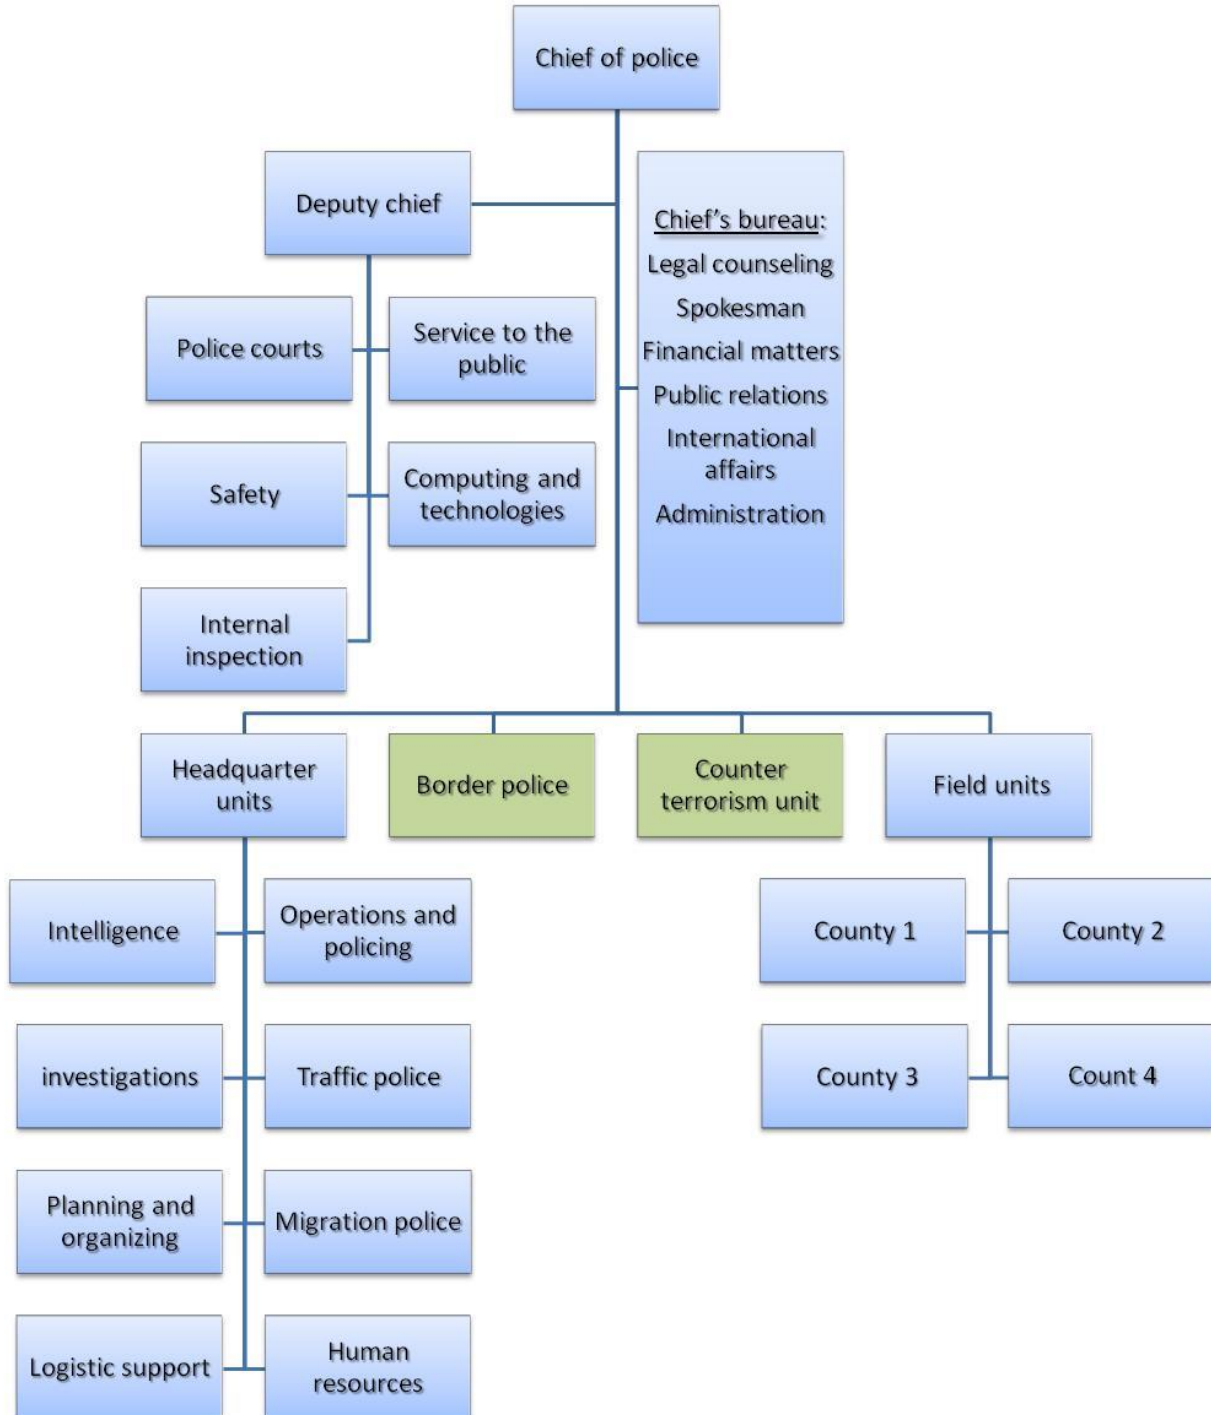 Chief of police
Deputy chief
Chief's bureau:
Legal counseling
Spokesman
Financial matters
Public relations
International
affairs
Administration
Police courts
Service to the
public
Safety
Computing and
technologies
Internal
inspection
Headquarter
units
Border police
Counter
terrorism unit
Field units
Intelligence
Operations and
policing
investigations
Traffic police
Planning and
organizing
Migration police
Logistic support
Human
resources
County 1
County 2
County 3
Count 4